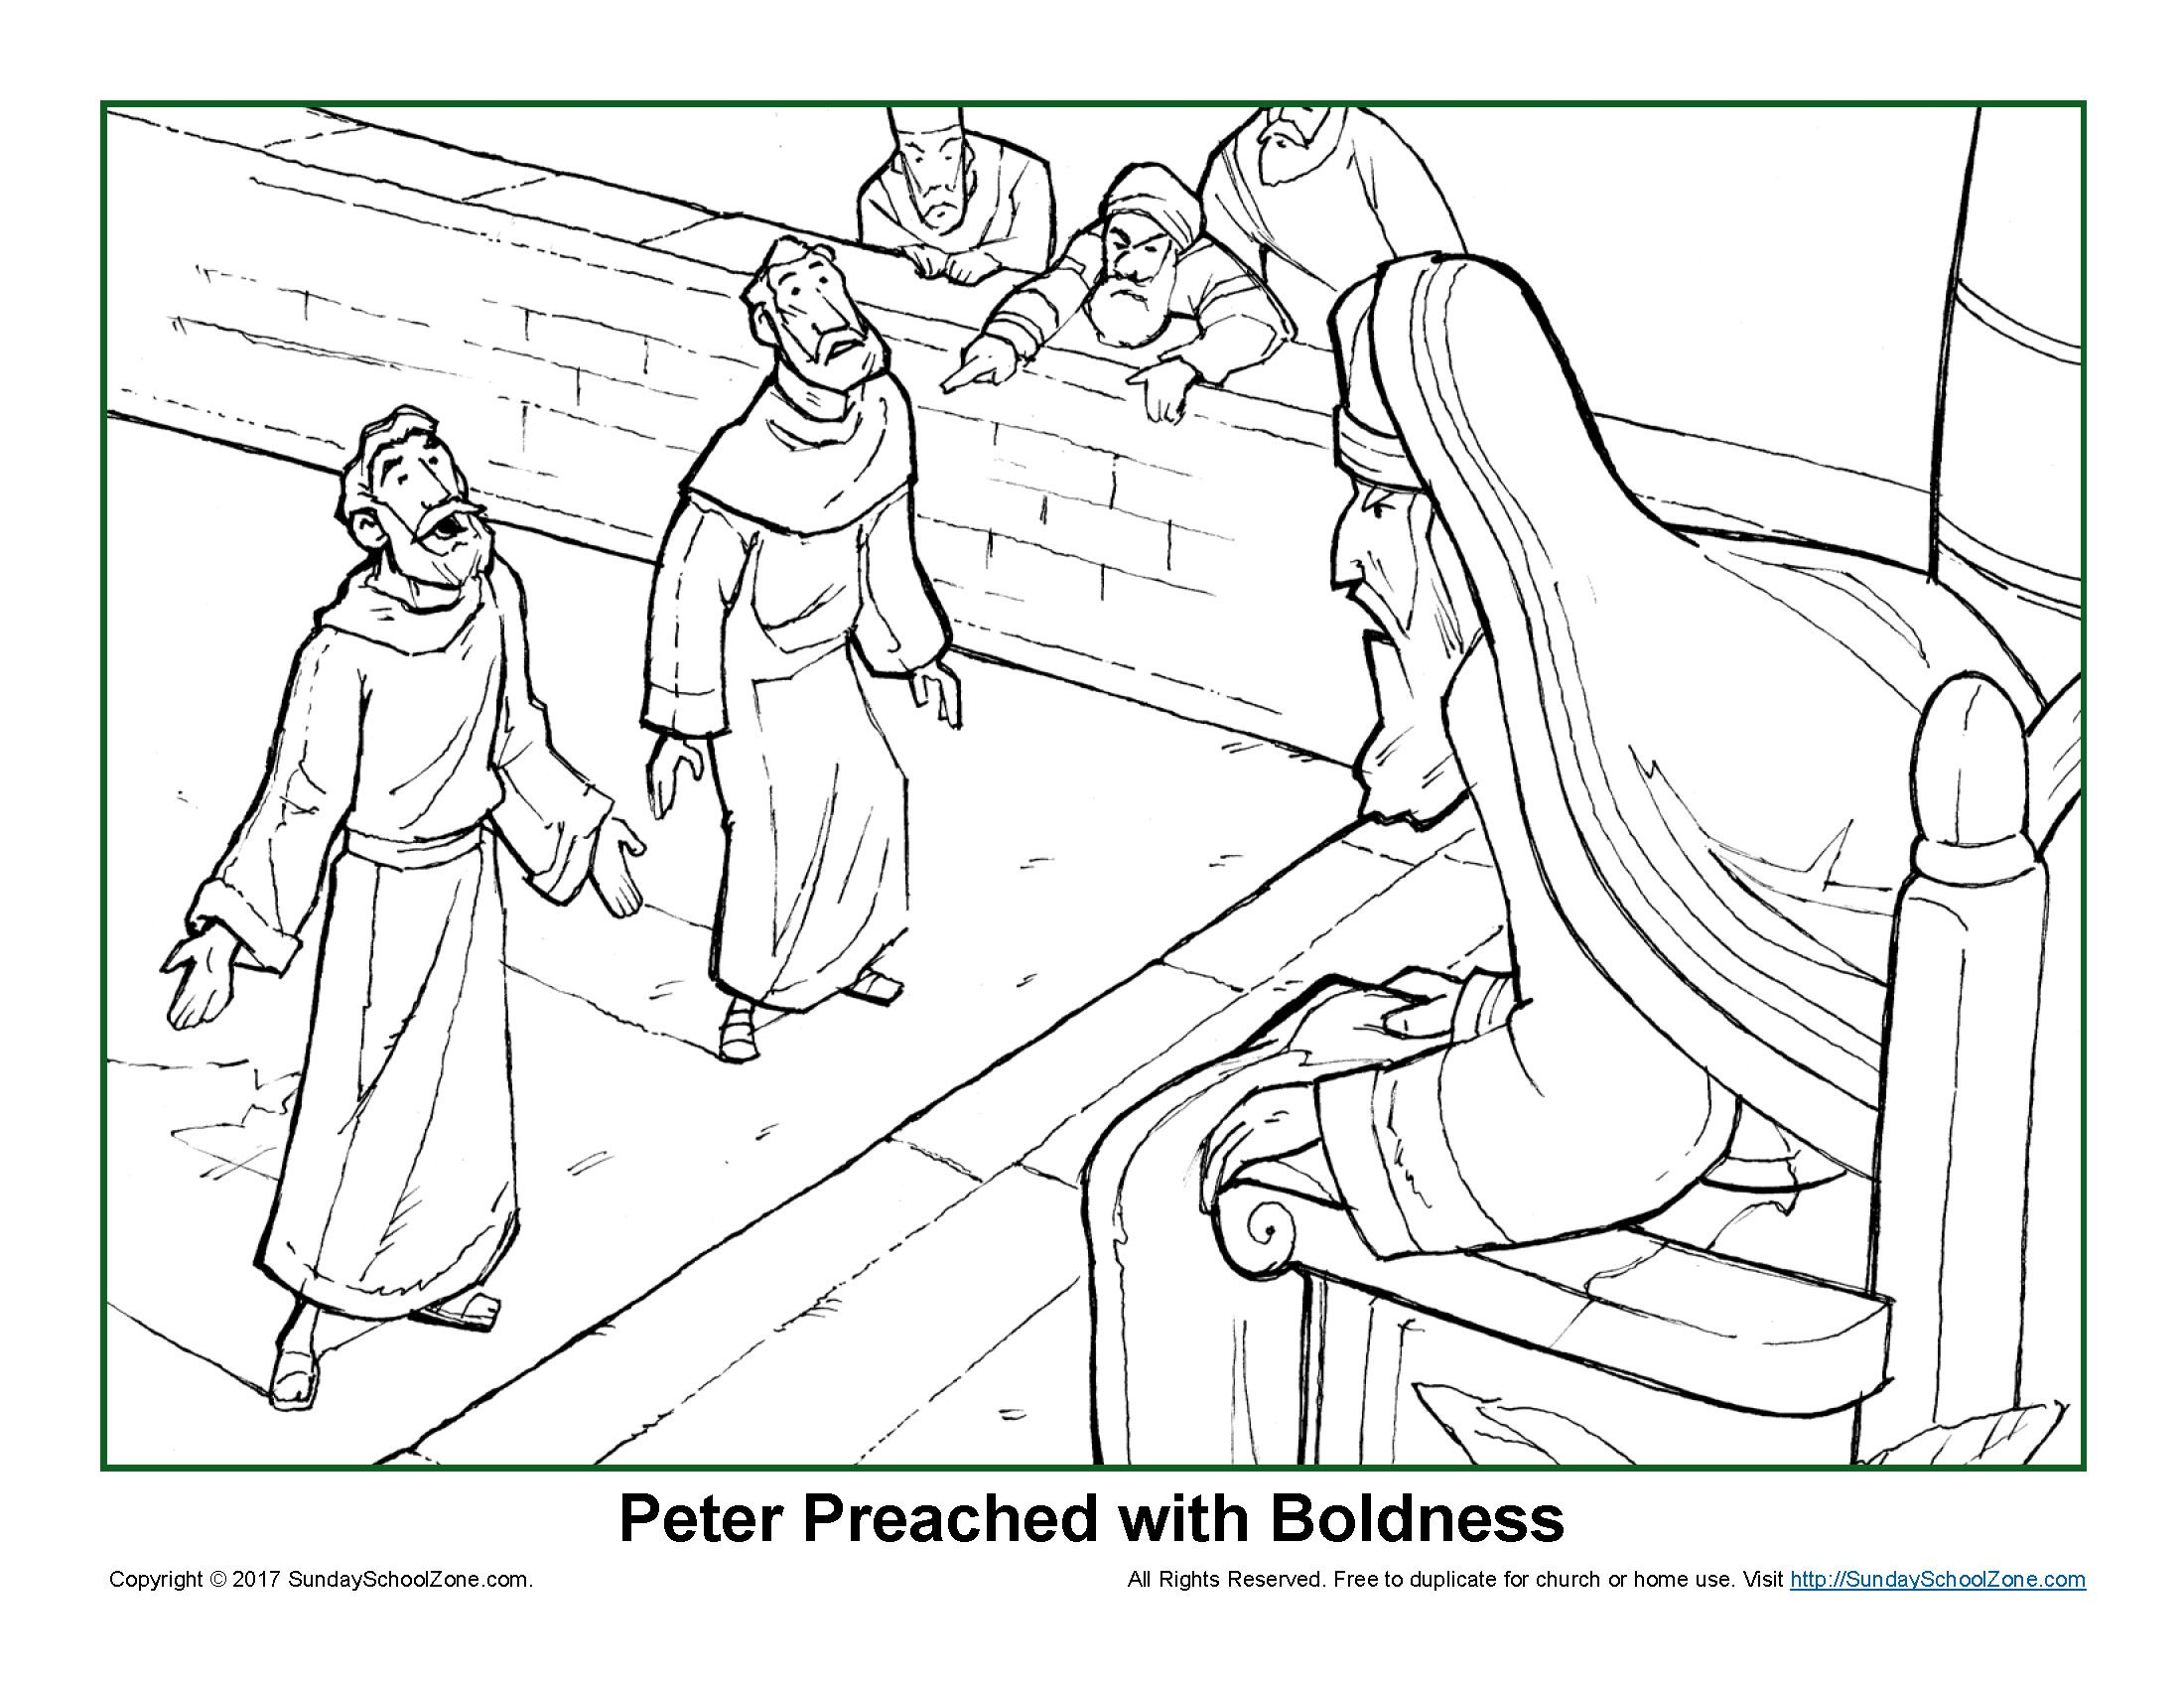 Peter Preached with Boldness
Copyright © 2017 SundaySchoolZone.com.
All Rights Reserved. Free to duplicate for church or home use. Visit http://SundaySchoolZone.com